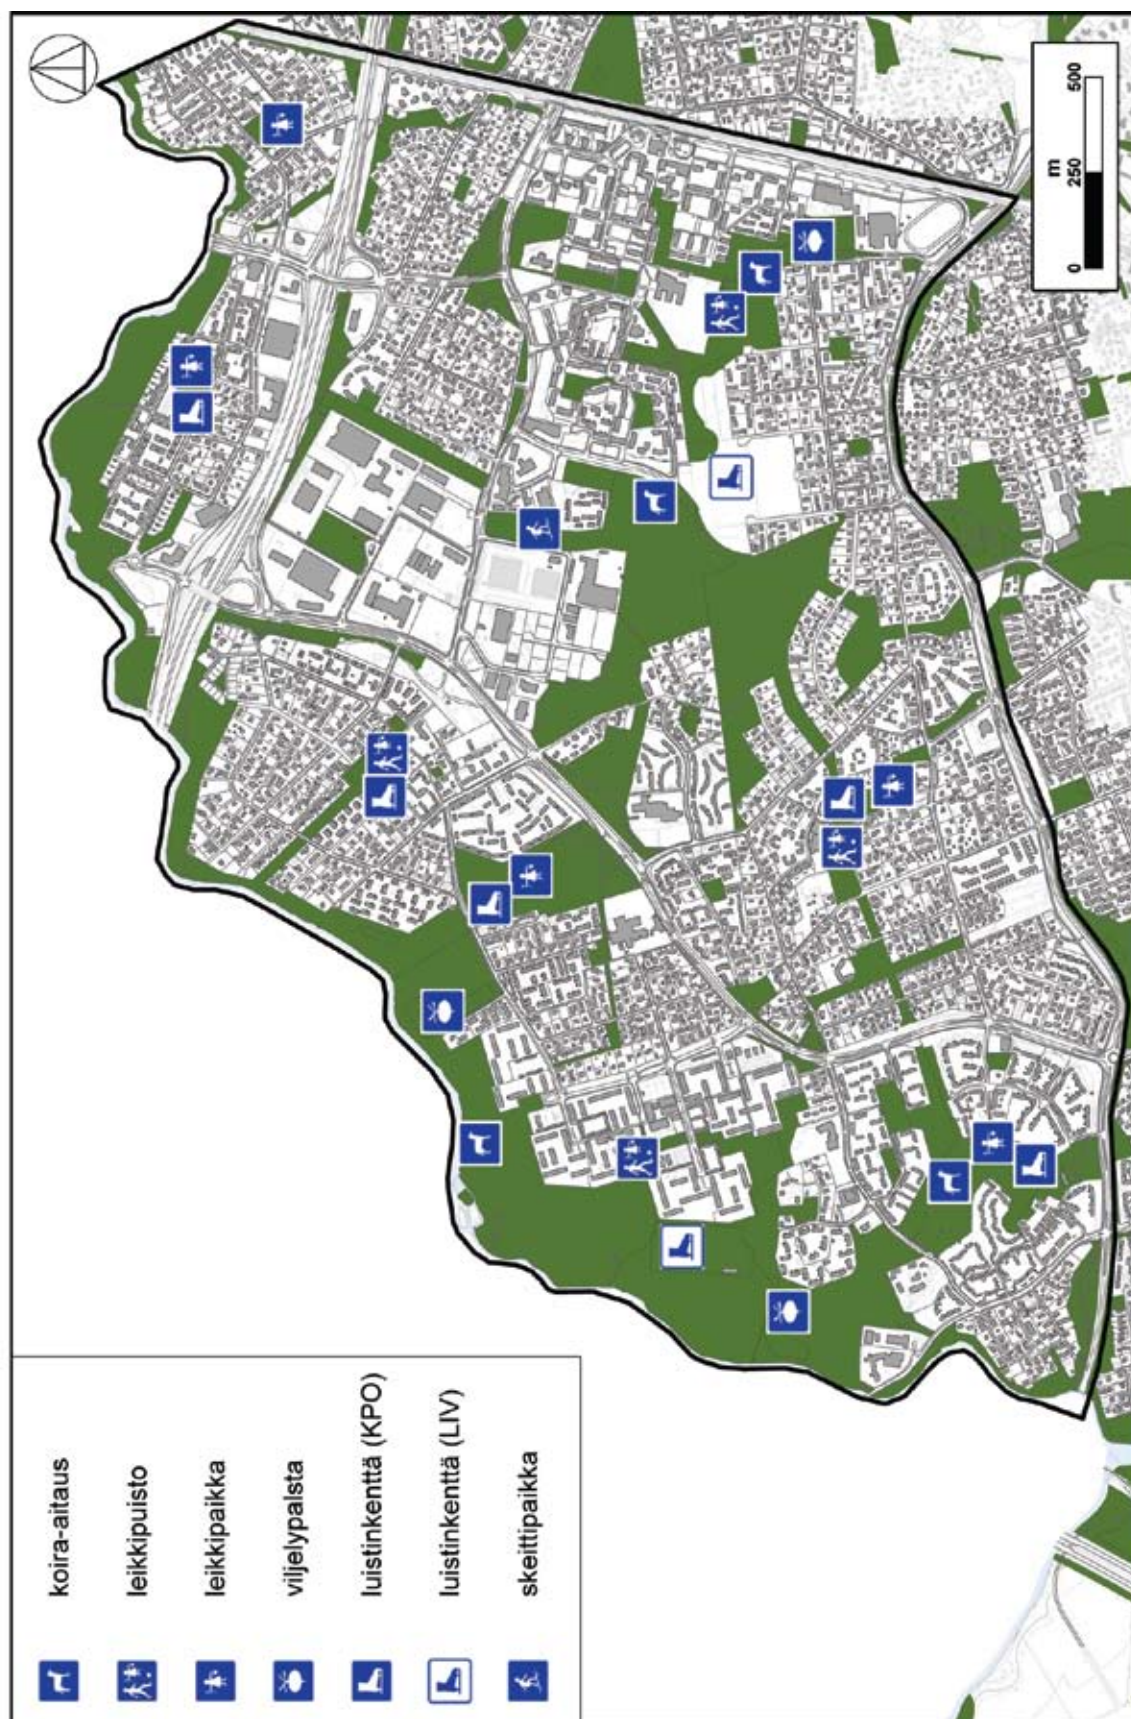 koira-aitaus
leikkipuisto
leikkipaikka
viljelypalsta
luistinkenttä (KPO)
luistinkenttä (LIV)
skeittipaikka
m
0 250 500